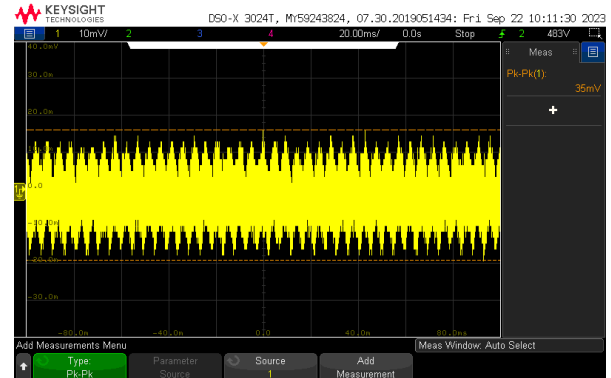 KEYSIGHT
TECHNOLOGIES
DSO-X 3024T, MY59243824, 07.30.2019051434: Fri Sep 22 10:11:30 2023
1 10mV/ 2 3 4 20.00ms/ 0.0s Stop 2 483V
40.0mV
30.0m
20.0m
0.0
-10.0m
-20.0m
-30.0m
-80.0m -40.0m 0.0 40.0m 80.0ms
Meas
Pk-Pk(1):
35mV
+
Add Measurements Menu
Meas Window: Auto Select
Type:
Pk-Pk
Parameter
Source
Source
1
Add
Measurement